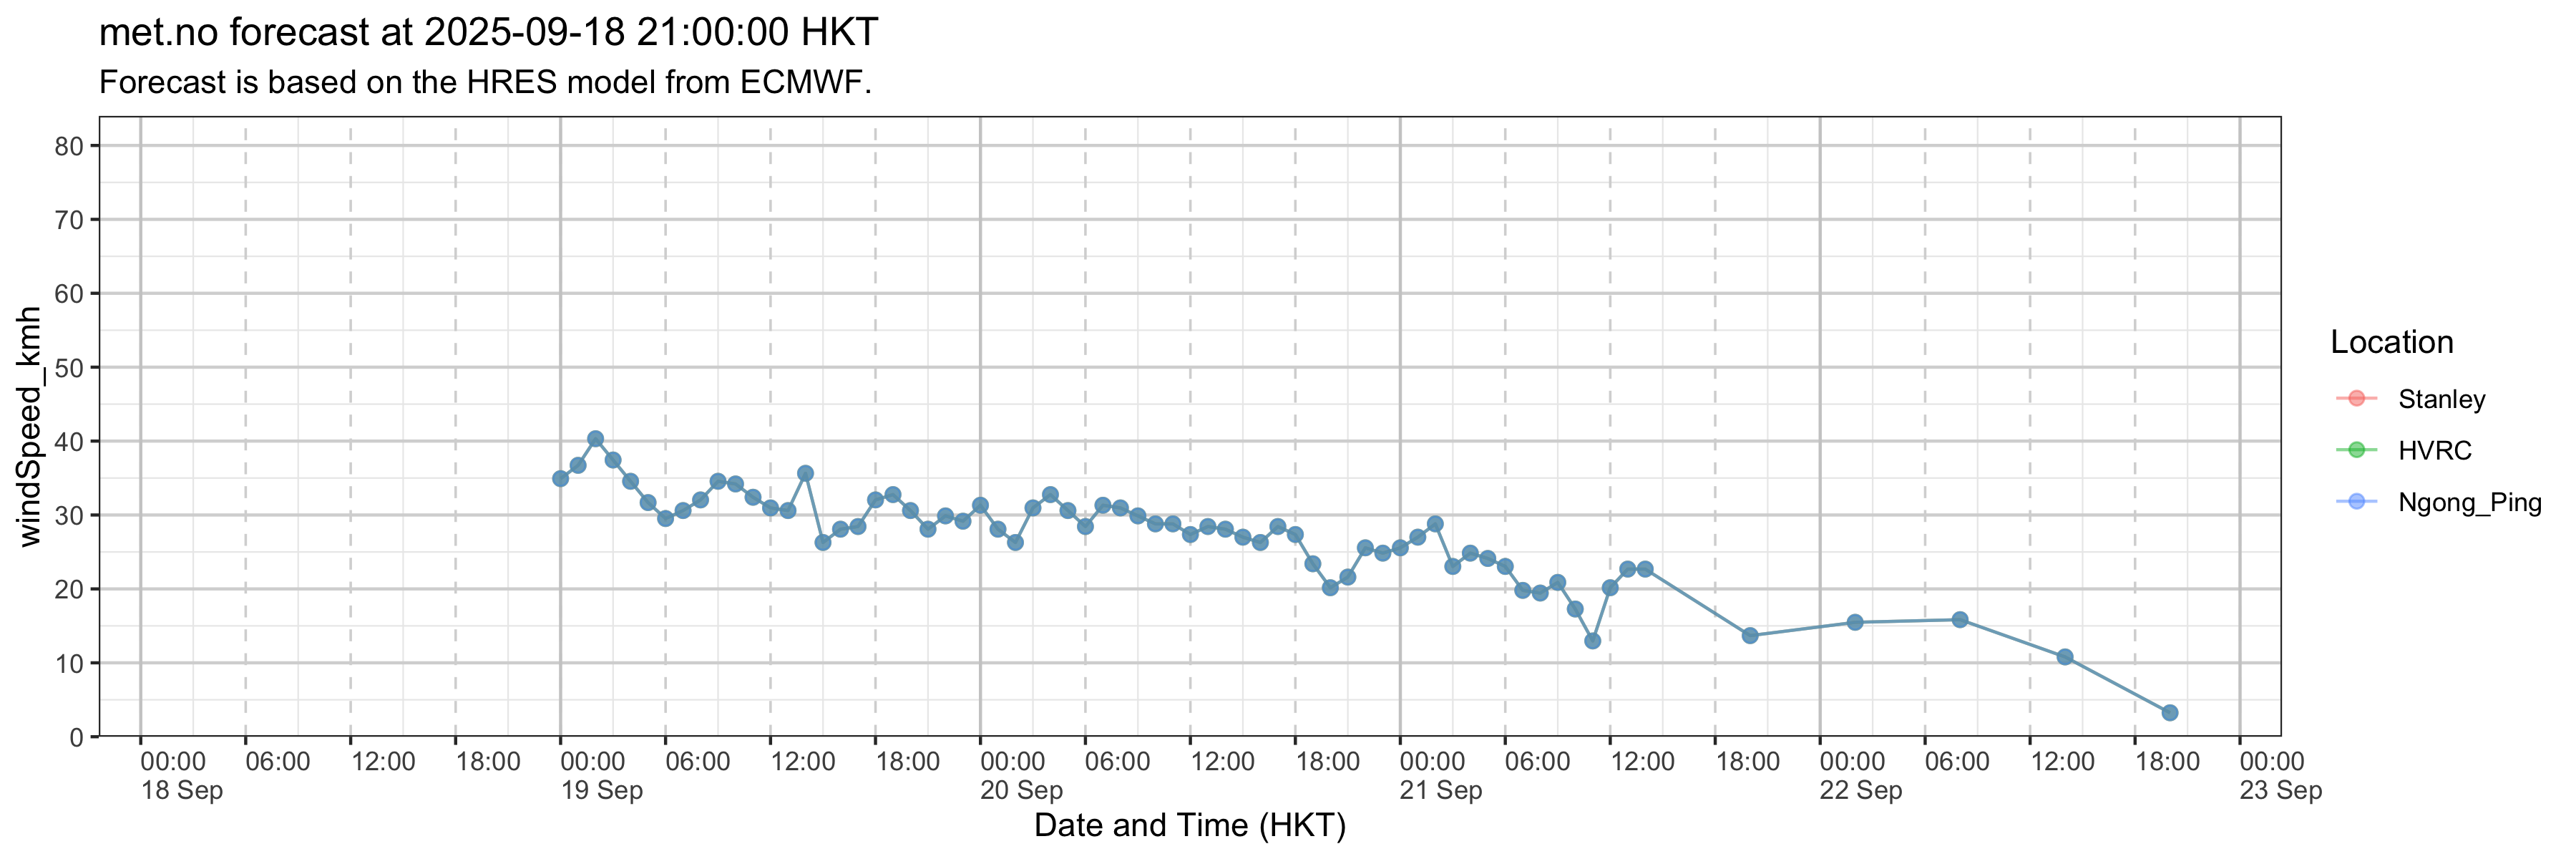 met.no forecast at 2025-09-18 21:00:00 HKT
Forecast is based on the HRES model from ECMWF.
windSpeed_kmh
80
70
60
50
40
30
20
10
0
00:00 06:00 12:00 18:00 00:00 06:00 12:00 18:00 00:00 06:00 12:00 18:00 00:00 06:00 12:00 18:00 00:00 06:00 12:00 18:00 00:00
18 Sep 19 Sep 20 Sep 21 Sep 22 Sep 23 Sep
Date and Time (HKT)
Location
Stanley
HVRC
Ngong_Ping